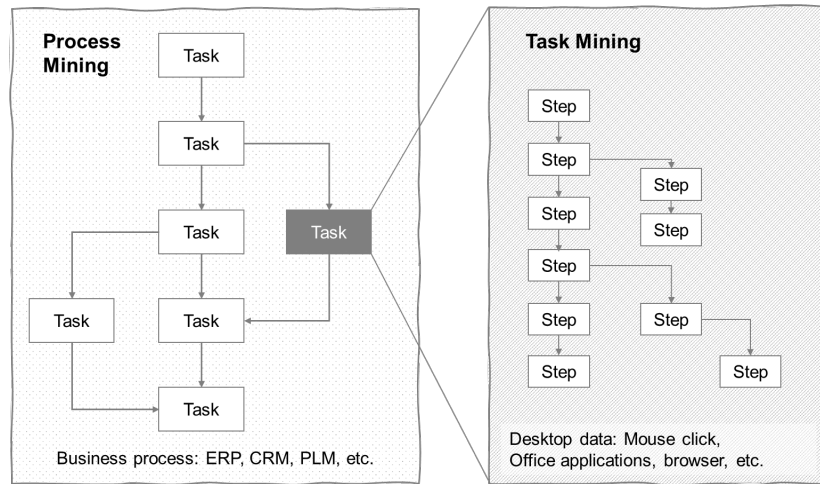 Process
Mining
Task
Task
Task
Task
Task
Task
Task
Business process: ERP, CRM, PLM, etc.
Task Mining
Step
Step
Step
Step
Step
Step
Step
Step
Step
Step
Desktop data: Mouse click,
Office applications, browser, etc.